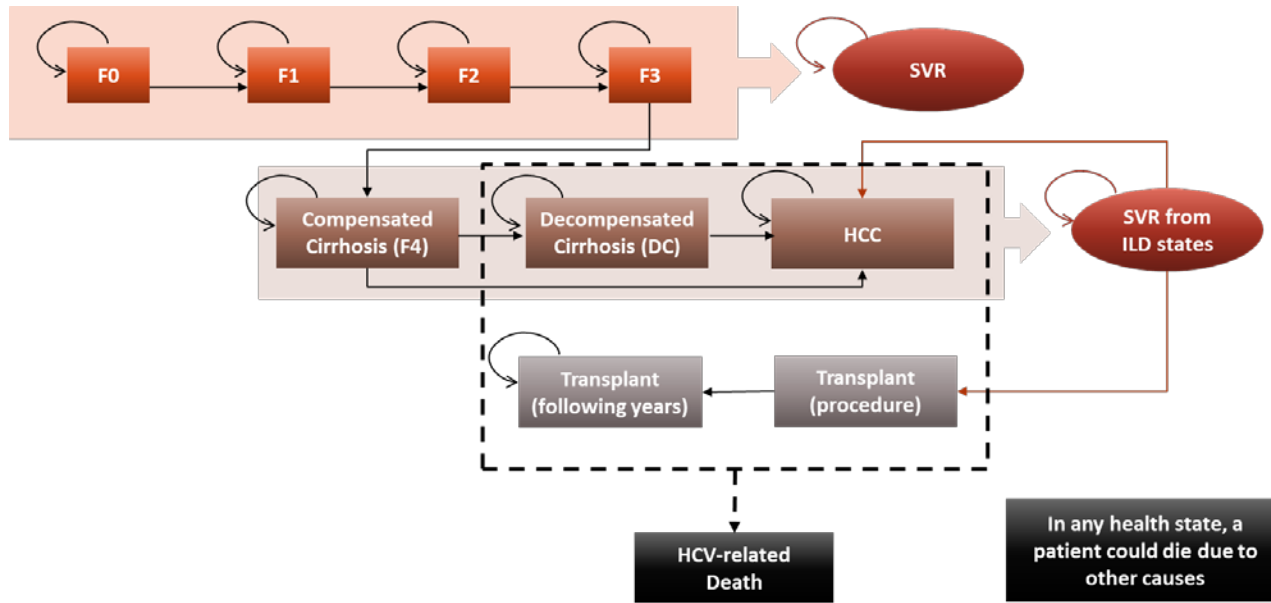 F0
F1
F2
F3
SVR
Compensated
Cirrhosis (F4)
Decompensated
Cirrhosis (DC)
HCC
SVR from
ILD states
Transplant
(following years)
Transplant
(procedure)
HCV-related
Death
In any health state, a
patient could die due to
other causes